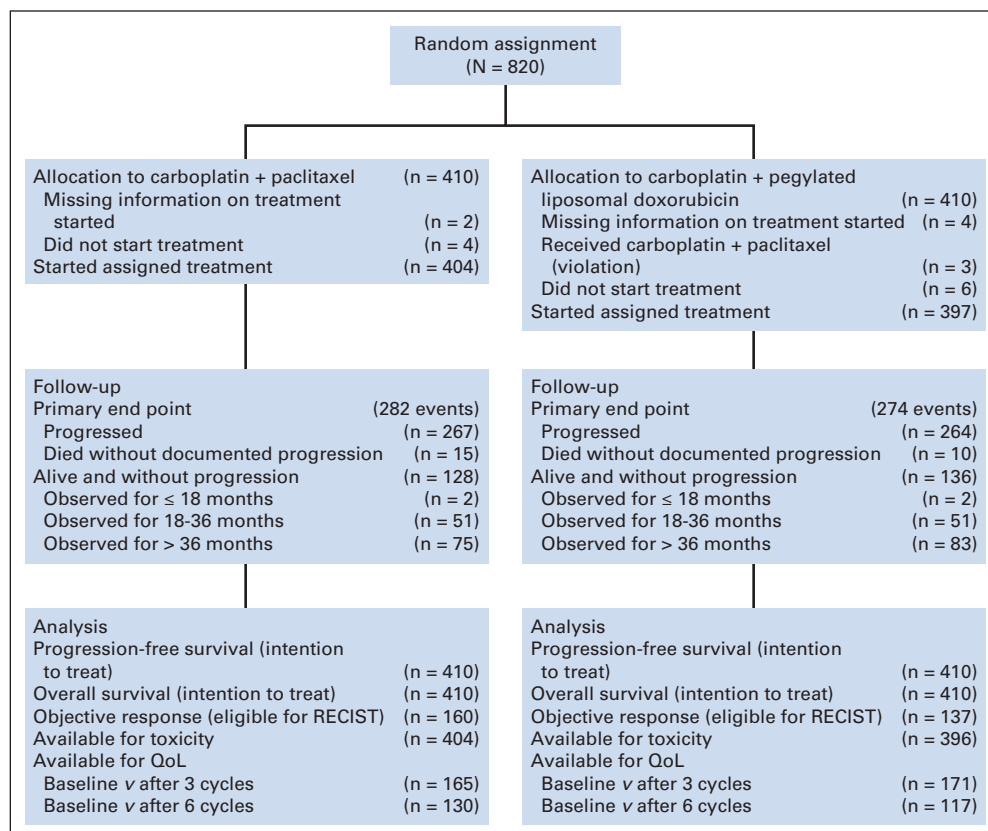 Random assignment
(N = 820)
Allocation to carboplatin + paclitaxel (n = 410)
Missing information on treatment
started (n = 2)
Did not start treatment (n = 4)
Started assigned treatment (n = 404)
Allocation to carboplatin + pegylated
liposomal doxorubicin (n = 410)
Missing information on treatment started (n = 4)
Received carboplatin + paclitaxel
(violation) (n = 3)
Did not start treatment (n = 6)
Started assigned treatment (n = 397)
Follow-up
Primary end point (282 events)
Progressed (n = 267)
Died without documented progression (n = 15)
Alive and without progression (n = 128)
Observed for ≤ 18 months (n = 2)
Observed for 18-36 months (n = 51)
Observed for > 36 months (n = 75)
Follow-up
Primary end point (274 events)
Progressed (n = 264)
Died without documented progression (n = 10)
Alive and without progression (n = 136)
Observed for ≤ 18 months (n = 2)
Observed for 18-36 months (n = 51)
Observed for > 36 months (n = 83)
Analysis
Progression-free survival (intention
to treat) (n = 410)
Overall survival (intention to treat) (n = 410)
Objective response (eligible for RECIST) (n = 160)
Available for toxicity (n = 404)
Available for QoL
Baseline v after 3 cycles (n = 165)
Baseline v after 6 cycles (n = 130)
Analysis
Progression-free survival (intention
to treat) (n = 410)
Overall survival (intention to treat) (n = 410)
Objective response (eligible for RECIST) (n = 137)
Available for toxicity (n = 396)
Available for QoL
Baseline v after 3 cycles (n = 171)
Baseline v after 6 cycles (n = 117)